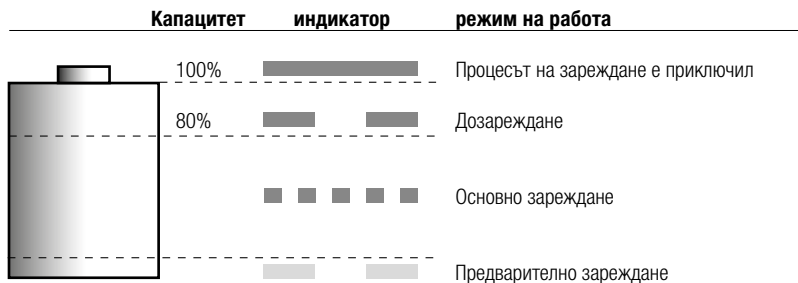 Капацитет индикатор режим на работа
100% Процесът на зареждане е приключил
80% Дозареждане
Основно зареждане
Предварително зареждане